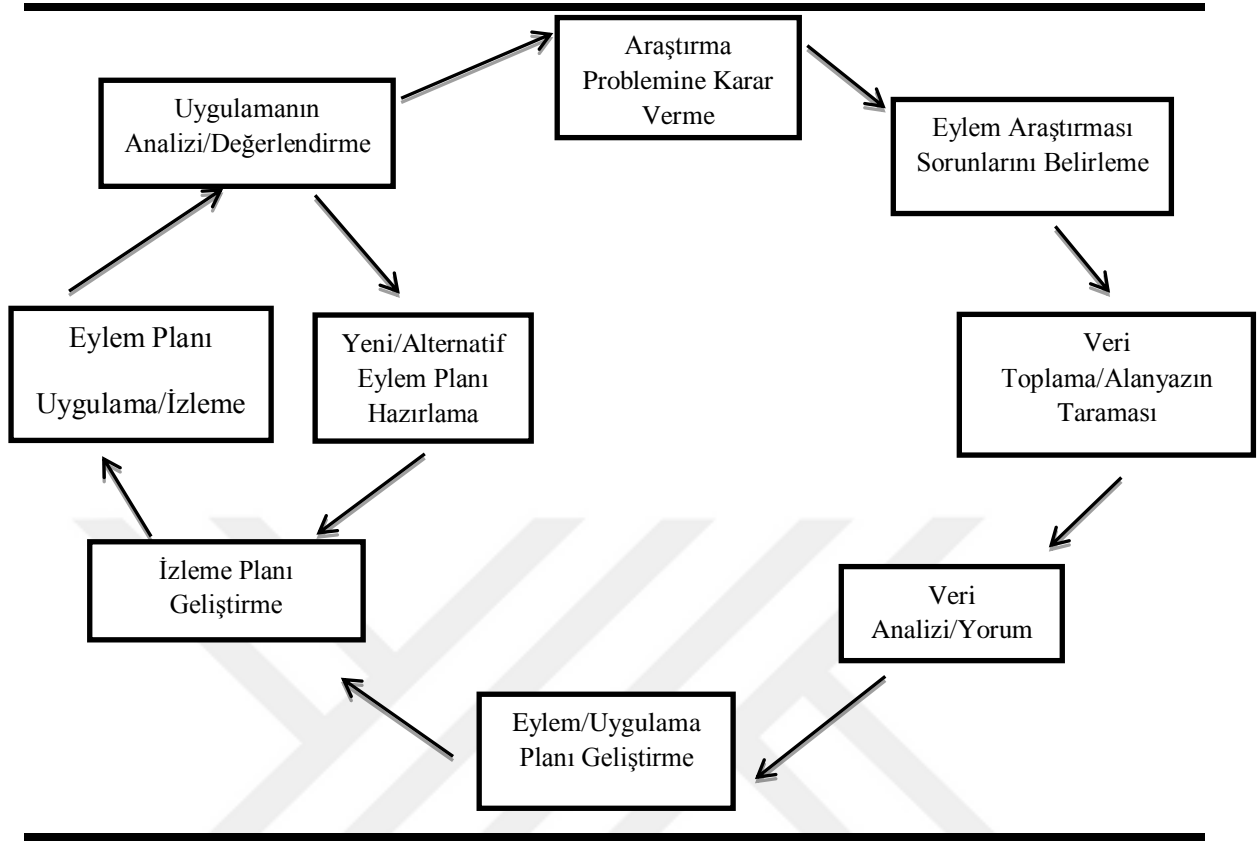 Araştırma
Problemine Karar
Verme
Eylem Araştırması
Sorunlarını Belirleme
Veri
Toplama/Alanyazın
Taraması
Veri
Analizi/Yorum
Eylem/Uygulama
Planı Geliştirme
İzleme Planı
Geliştirme
Eylem Planı
Uygulama/İzleme
Uygulamanın
Analizi/Değerlendirme
Yeni/Alternatif
Eylem Planı
Hazırlama